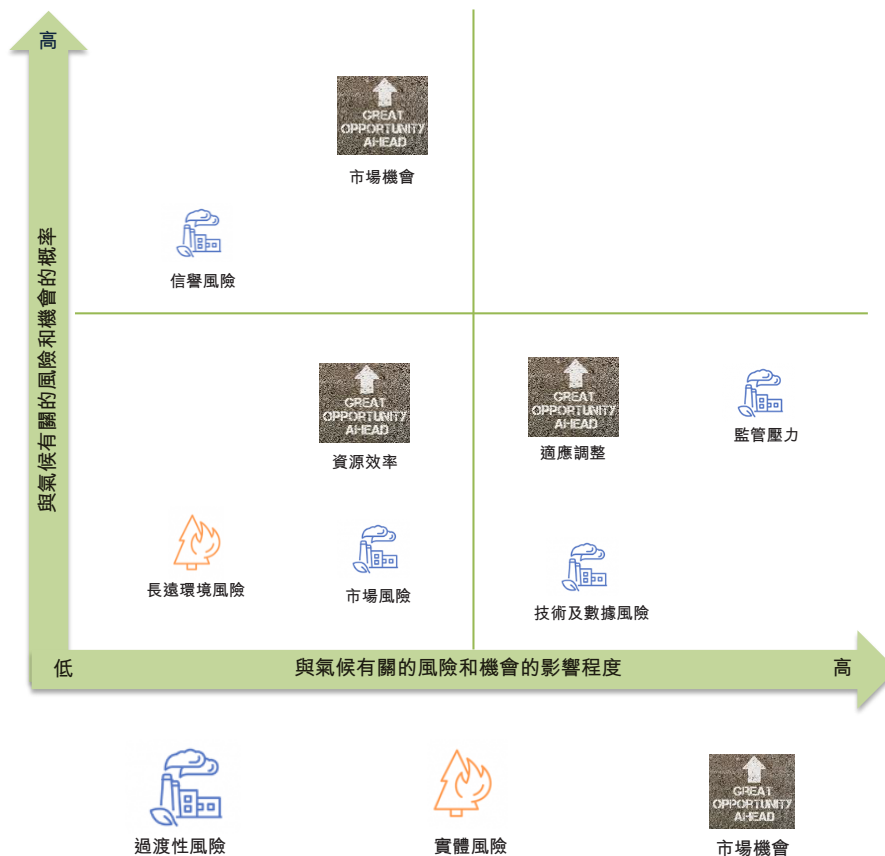 高
GREAT
OPPORTUNITY
AHEAD
市場機會
信譽風險
與氣候有關的風險和機會的概率
GREAT
OPPORTUNITY
AHEAD
資源效率
GREAT
OPPORTUNITY
AHEAD
適應調整
監管壓力
長遠環境風險
市場風險
技術及數據風險
低
與氣候有關的風險和機會的影響程度
高
過渡性風險
實體風險
GREAT
OPPORTUNITY
AHEAD
市場機會